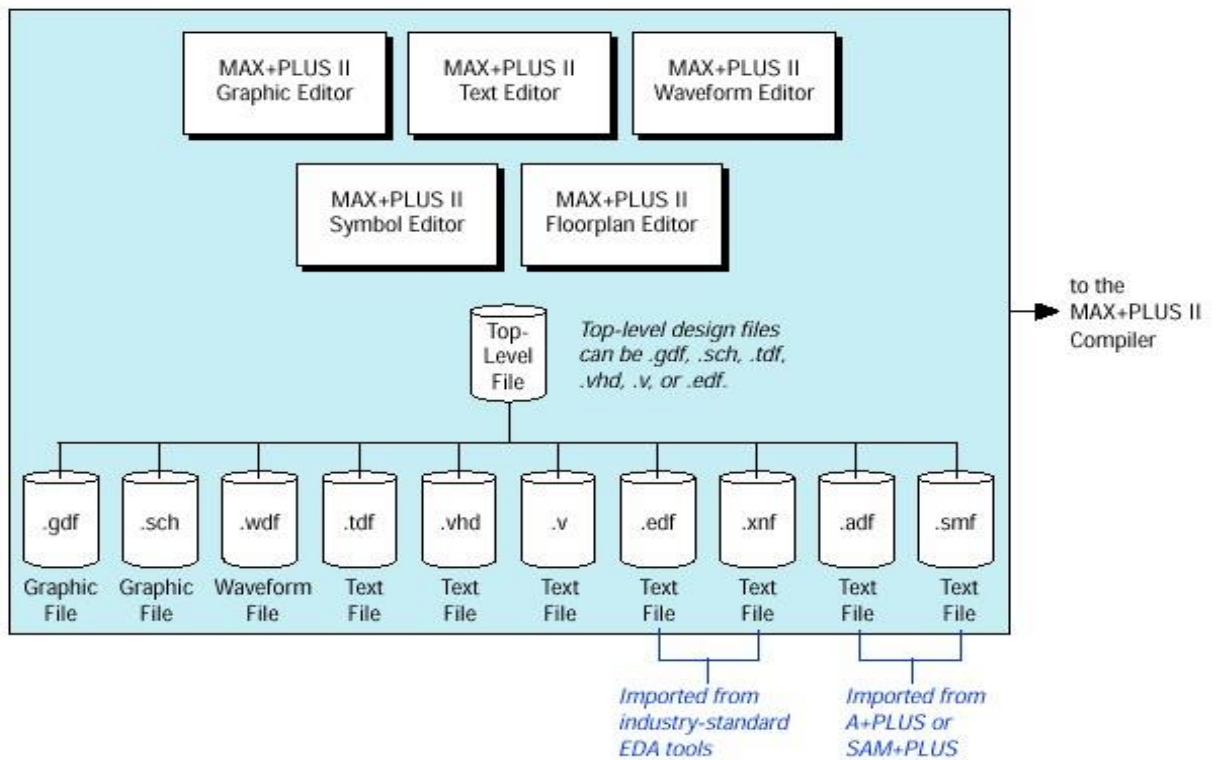 MAX+PLUS II
Graphic Editor
MAX+PLUS II
Text Editor
MAX+PLUS II
Waveform Editor
MAX+PLUS II
Symbol Editor
MAX+PLUS II
Floorplan Editor
to the
MAX+PLUS II
Compiler
Top-
Level
File
Top-level design files
can be .gdf, .sch, .tdf,
.vhd, .v, or .edf.
.gdf
.sch
.wdf
.tdf
.vhd
.v
.edf
.xnf
.adf
.smf
Graphic
File
Graphic
File
Waveform
File
Text
File
Text
File
Text
File
Text
File
Text
File
Text
File
Text
File
Imported from
industry-standard
EDA tools
Imported from
A+PLUS or
SAM+PLUS